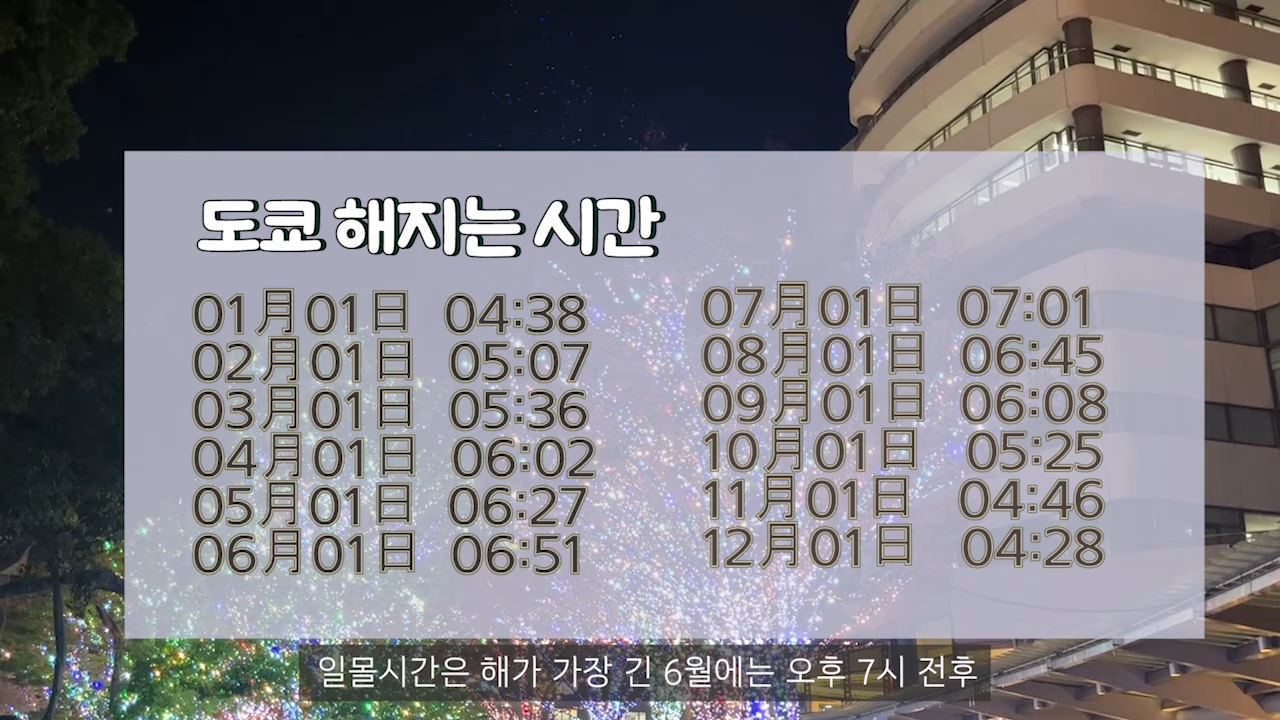 도쿄 해지는 시간
01月01日 04:38
02月01日 05:07
03月01日 05:36
04月01日 06:02
05月01日 06:27
06月01日 06:51
07月01日 07:01
08月01日 06:45
09月01日 06:08
10月01日 05:25
11月01日 04:46
12月01日 04:28
일몰시간은 해가 가장 긴 6월에는 오후 7시 전후